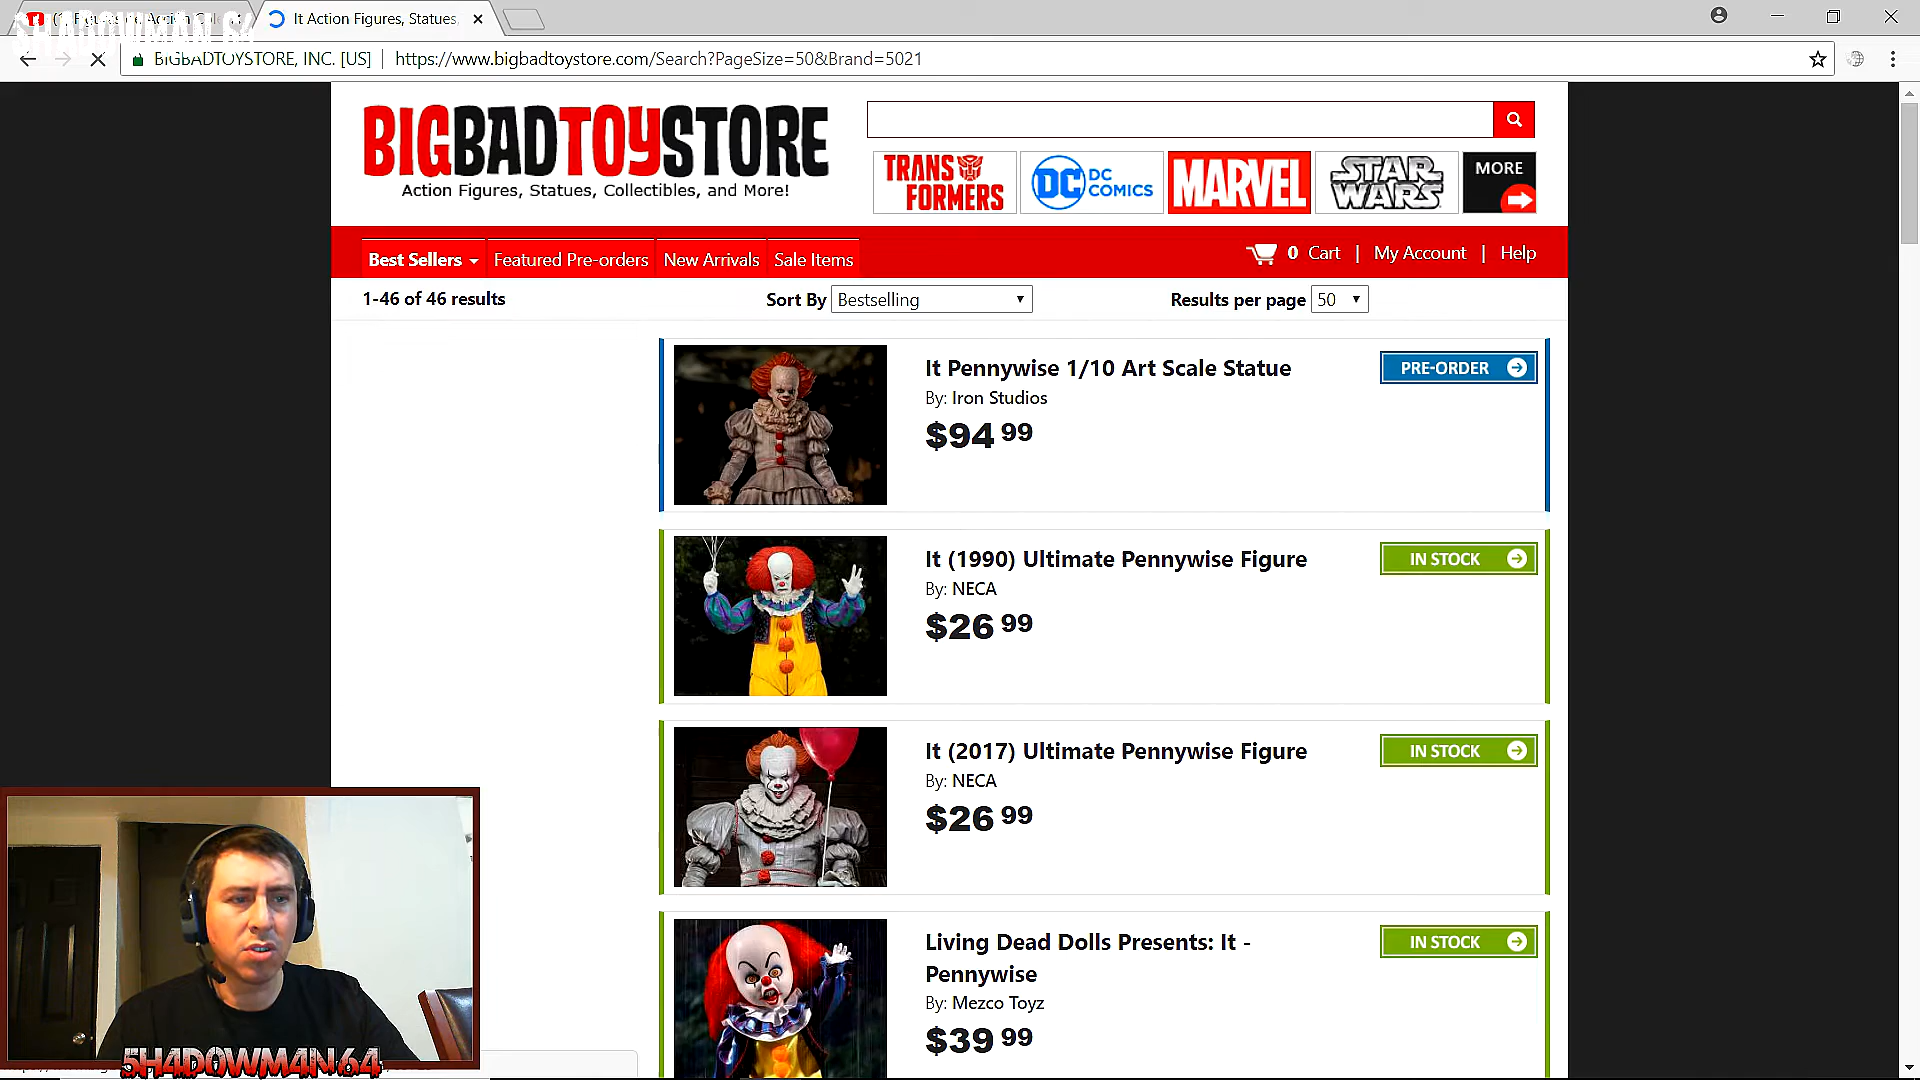 It Action Figures, Statues,
BIGBADTOYSTORE, INC. [US]
https://www.bigbadtoystore.com/Search?PageSize=50&Brand=5021
BIGBADTOYSTORE
Action Figures, Statues, Collectibles, and More!
TRANSFORMERS
DC
DC COMICS
MARVEL
STAR WARS
MORE
Best Sellers
Featured Pre-orders
New Arrivals
Sale Items
0 Cart | My Account | Help
1-46 of 46 results
Sort By Bestselling
Results per page 50
It Pennywise 1/10 Art Scale Statue
PRE-ORDER
By: Iron Studios
$94 99
It (1990) Ultimate Pennywise Figure
IN STOCK
By: NECA
$26 99
It (2017) Ultimate Pennywise Figure
IN STOCK
By: NECA
$26 99
Living Dead Dolls Presents: It -
Pennywise
IN STOCK
By: Mezco Toyz
$39 99
5H4D0WM4N64